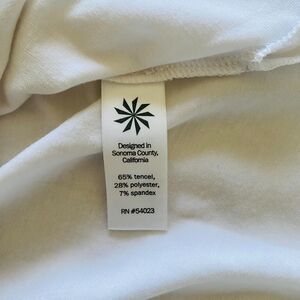 Designed in
Sonoma County,
California
65% tencel,
28% polyester,
7% spandex
RN #54023